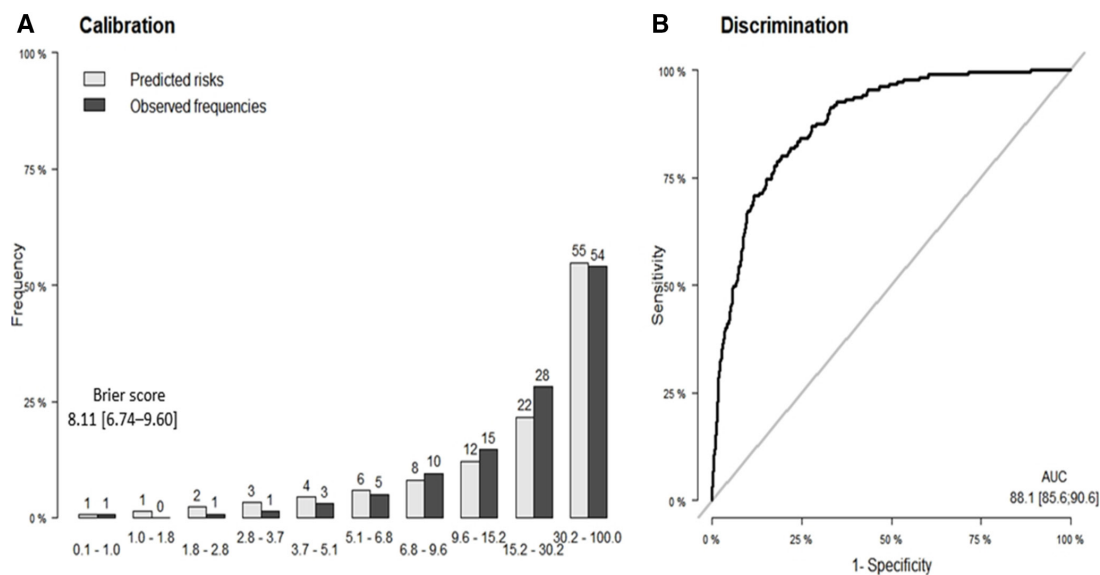 A Calibration
100 %
Predicted risks
Observed frequencies
75 %
Frequency
50 %
25 %
0 %
Brier score
8.11 [6.74–9.60]
1 1
1 0
2 1
3 1
4 3
6 5
8 10
12 15
22 28
55 54
0.1 - 1.0
1.0 - 1.8
1.8 - 2.8
2.8 - 3.7
3.7 - 5.1
5.1 - 6.8
6.8 - 9.6
9.6 - 15.2
15.2 - 30.2
30.2 - 100.0
B Discrimination
100 %
75 %
Sensitivity
50 %
25 %
0 %
AUC
88.1 [85.6;90.6]
0 %
25 %
50 %
75 %
100 %
1- Specificity